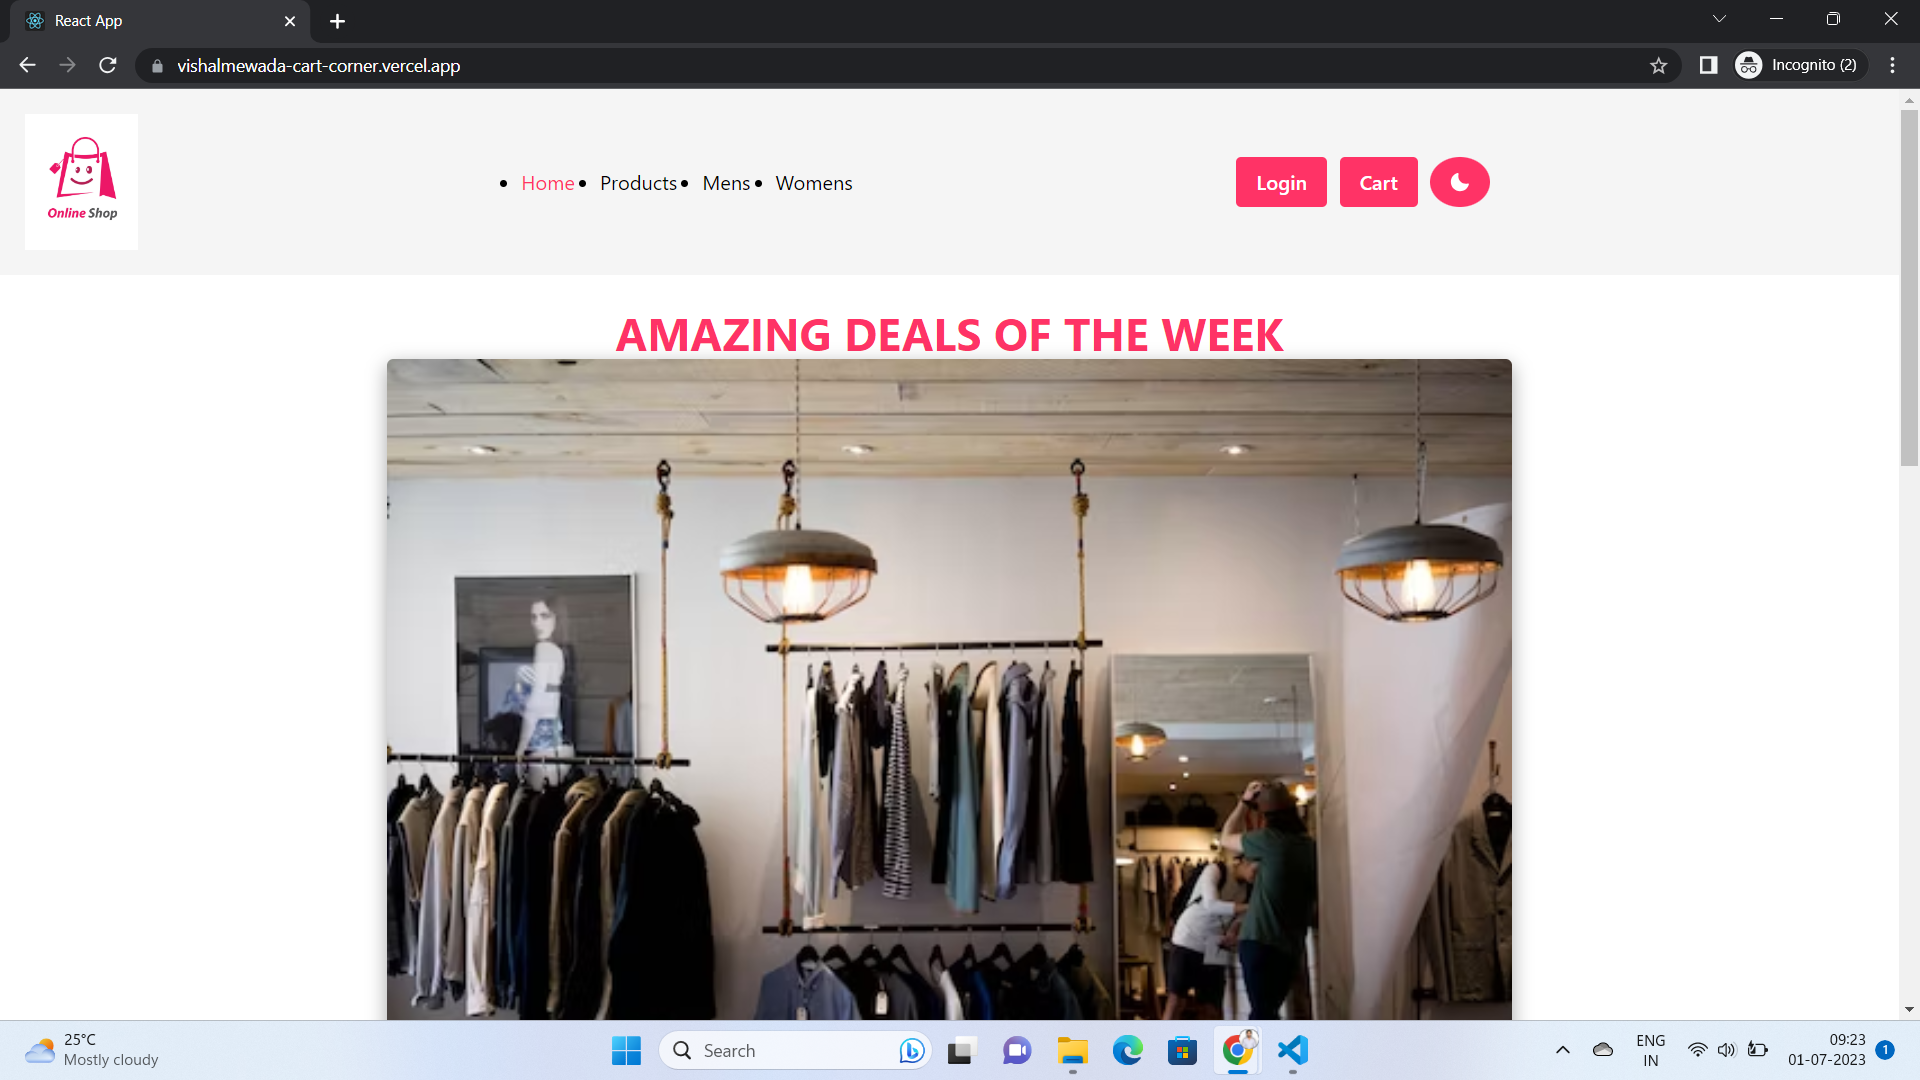 React App
vishalmewada-cart-corner.vercel.app
Incognito (2)
Online Shop
Home
Products
Mens
Womens
Login
Cart
AMAZING DEALS OF THE WEEK
25°C
Mostly cloudy
Search
ENG
IN
09:23
01-07-2023
1